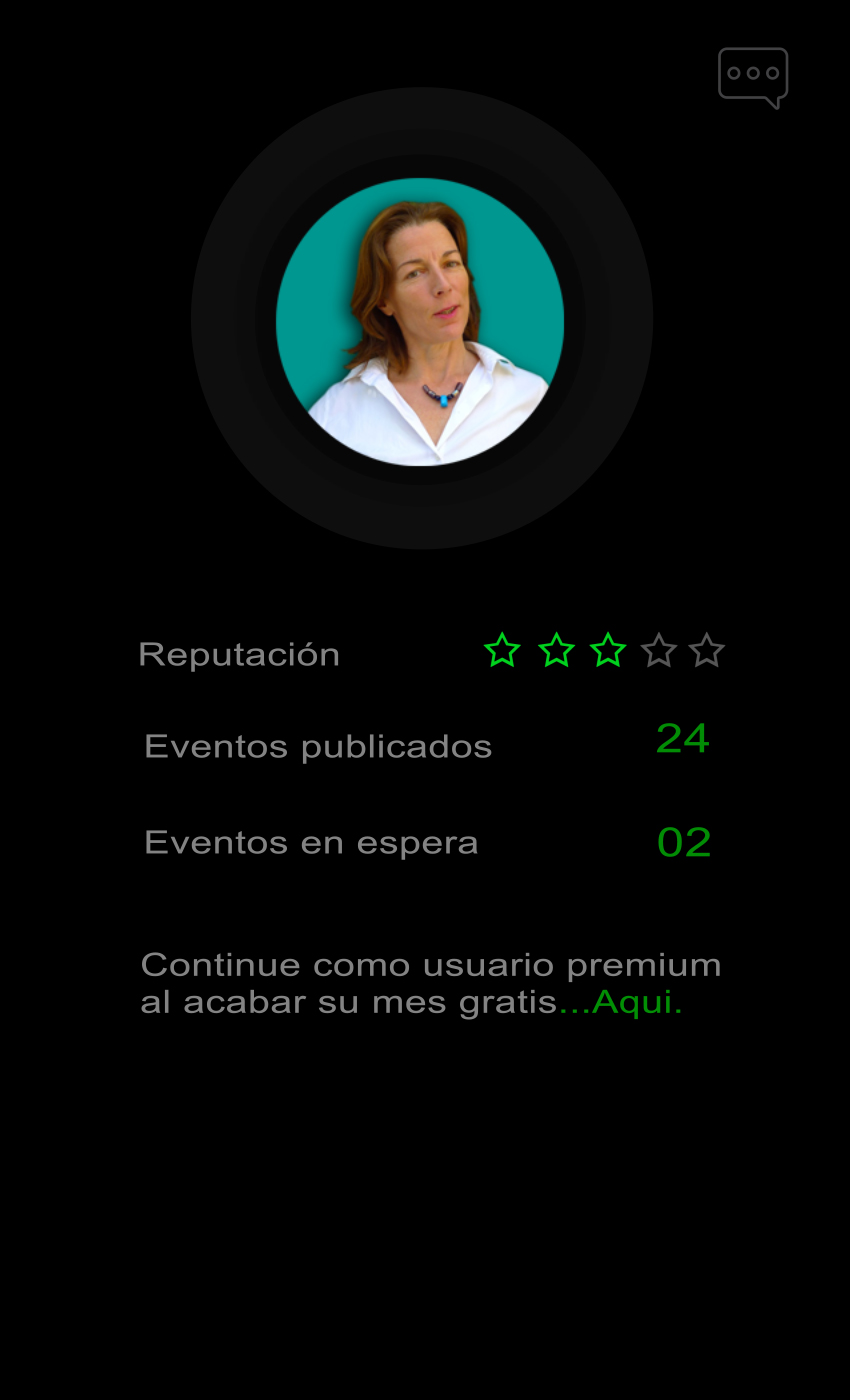 Reputación
Eventos publicados 24
Eventos en espera 02
Continue como usuario premium
al acabar su mes gratis...Aqui.